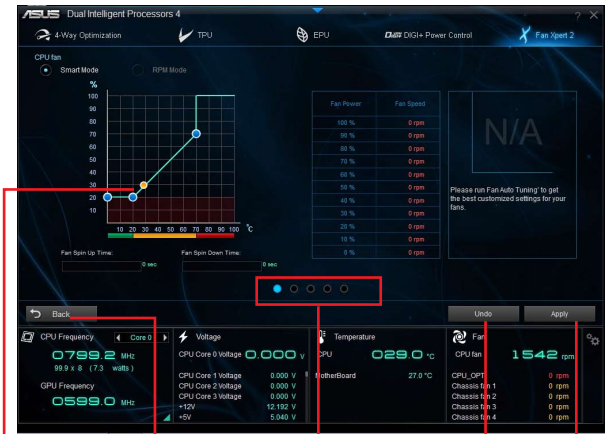 ASUS Dual Intelligent Processors 4
? ×
4-Way Optimization TPU EPU DIGI+ Power Control Fan Xpert 2
CPU fan
Smart Mode RPM Mode
%
100
90
80
70
60
50
40
30
20
10
10 20 30 40 50 60 70 80 90 100 °C
Fan Spin Up Time: Fan Spin Down Time:
0 sec 0 sec
Fan Power Fan Speed
100 % 0 rpm
90 % 0 rpm
80 % 0 rpm
70 % 0 rpm
60 % 0 rpm
50 % 0 rpm
40 % 0 rpm
30 % 0 rpm
20 % 0 rpm
10 % 0 rpm
0 % 0 rpm
N/A
Please run Fan Auto Tuning' to get
the best customized settings for your
fans.
Back Undo Apply
CPU Frequency Core 0
0799.2 MHz
99.9 x 8 (7.3 watts )
GPU Frequency
0599.0 MHz
Voltage
CPU Core 0 Voltage 0.000 V
CPU Core 1 Voltage 0.000 V
CPU Core 2 Voltage 0.000 V
CPU Core 3 Voltage 0.000 V
+12V 12.192 V
+5V 5.040 V
Temperature
CPU 029.0 °C
MotherBoard 27.0 °C
Fan
CPU fan 1542 rpm
CPU_OPT 0 rpm
Chassis fan 1 0 rpm
Chassis fan 2 0 rpm
Chassis fan 3 0 rpm
Chassis fan 4 0 rpm